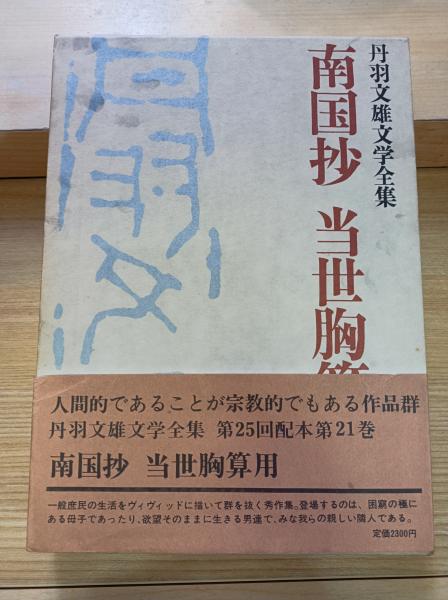 丹羽文雄文学全集
南国抄 当世胸算
人間的であることが宗教的でもある作品群
丹羽文雄文学全集 第25回配本第21巻
南国抄 当世胸算用
一般庶民の生活をヴィヴィッドに描いて群を抜く秀作集。登場するのは、困窮の極に
ある母子であったり、欲望そのままに生きる男達で、みな我らの親しい隣人である。
定価2300円